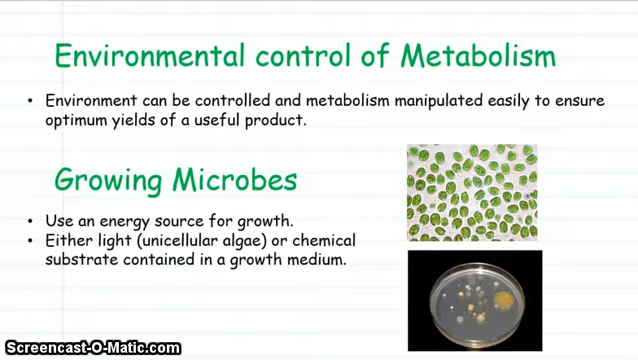 Environmental control of Metabolism
• Environment can be controlled and metabolism manipulated easily to ensure
optimum yields of a useful product.
Growing Microbes
• Use an energy source for growth.
• Either light (unicellular algae) or chemical
substrate contained in a growth medium.
Screencast-O-Matic.com